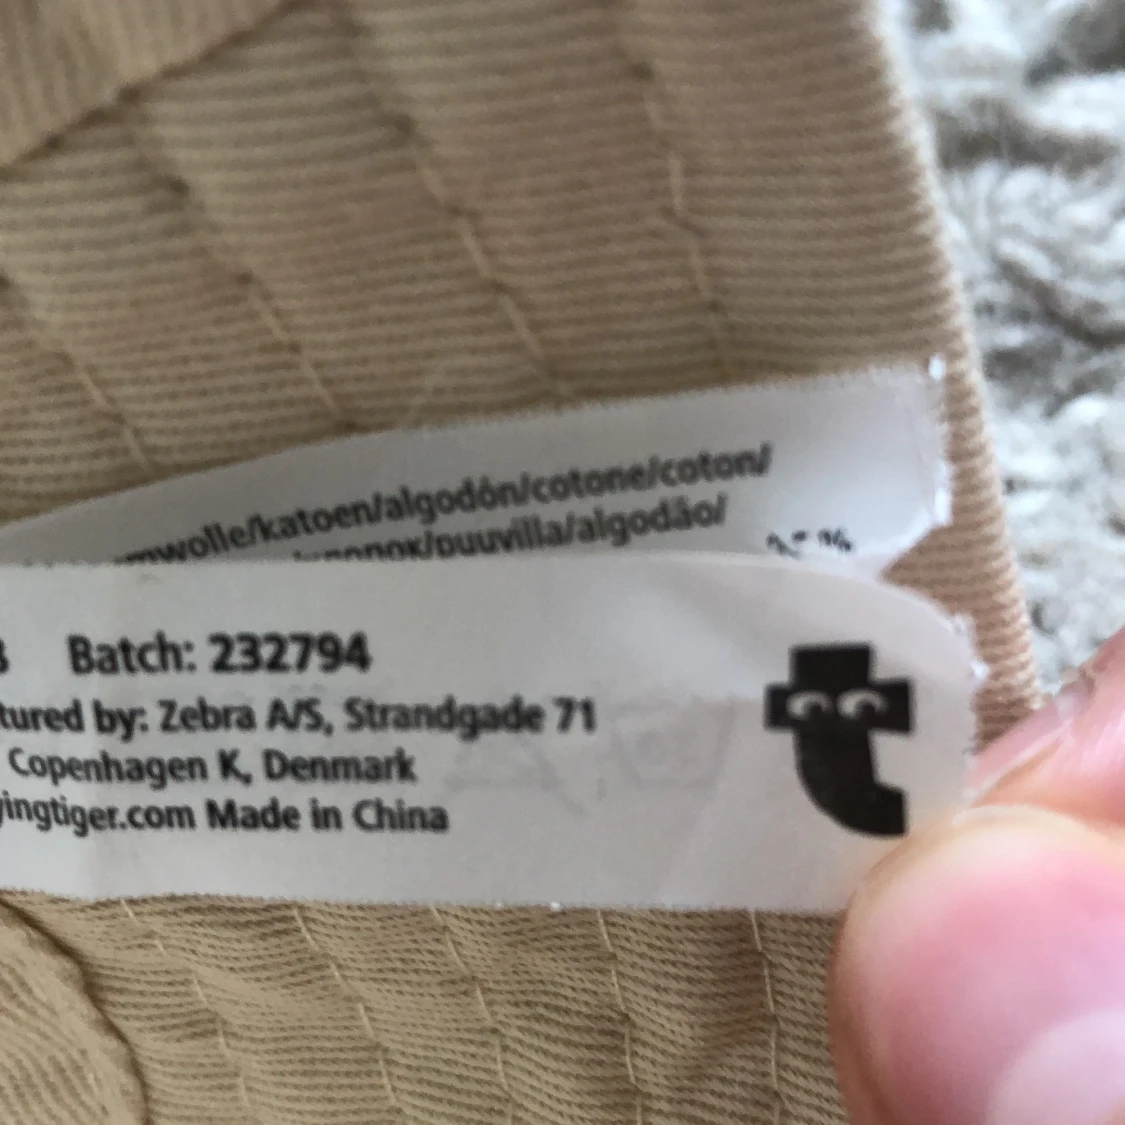 katoen/algodón/cotone/coton/
puuvilla/algodão/
Batch: 232794
tured by: Zebra A/S, Strandgade 71
Copenhagen K, Denmark
yingtiger.com Made in China